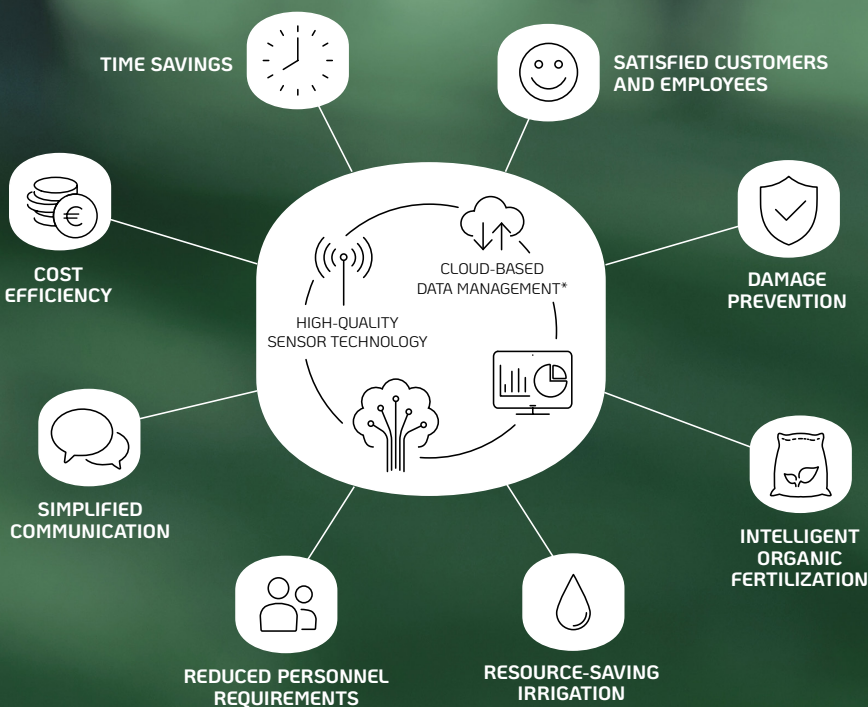 TIME SAVINGS
SATISFIED CUSTOMERS
AND EMPLOYEES
COST
EFFICIENCY
CLOUD-BASED
DATA MANAGEMENT*
HIGH-QUALITY
SENSOR TECHNOLOGY
DAMAGE
PREVENTION
SIMPLIFIED
COMMUNICATION
INTELLIGENT
ORGANIC
FERTILIZATION
REDUCED PERSONNEL
REQUIREMENTS
RESOURCE-SAVING
IRRIGATION